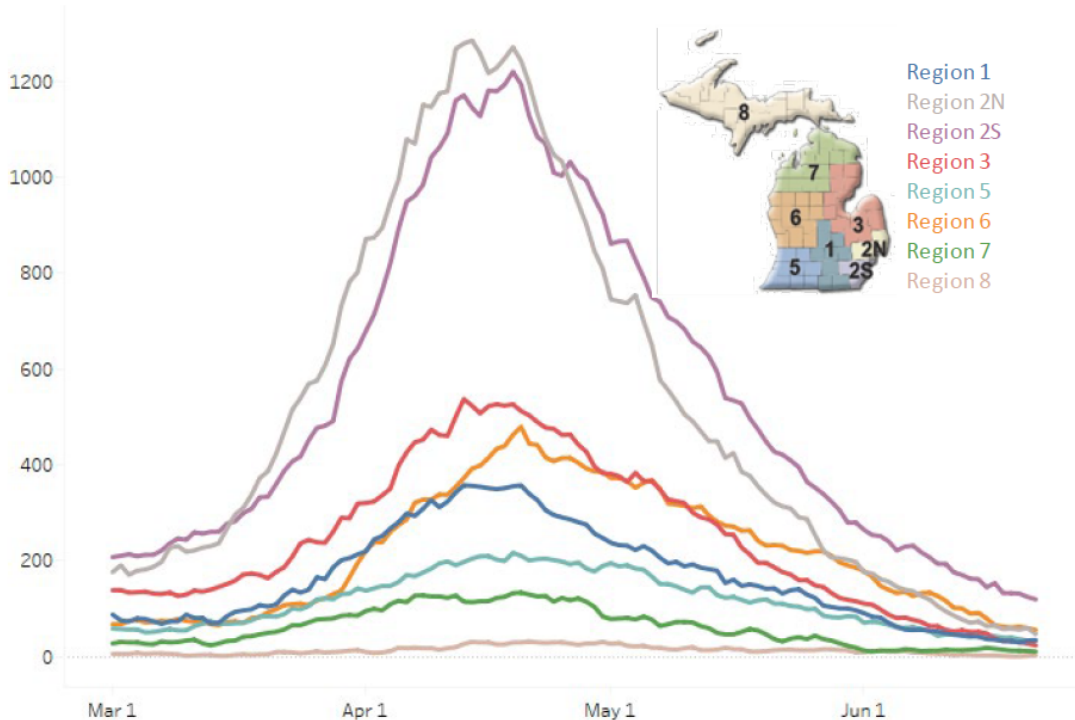 1200
1000
800
600
400
200
0
Mar 1
Apr 1
May 1
Jun 1
8
7
6
3
1
2N
5
2S
Region 1
Region 2N
Region 2S
Region 3
Region 5
Region 6
Region 7
Region 8